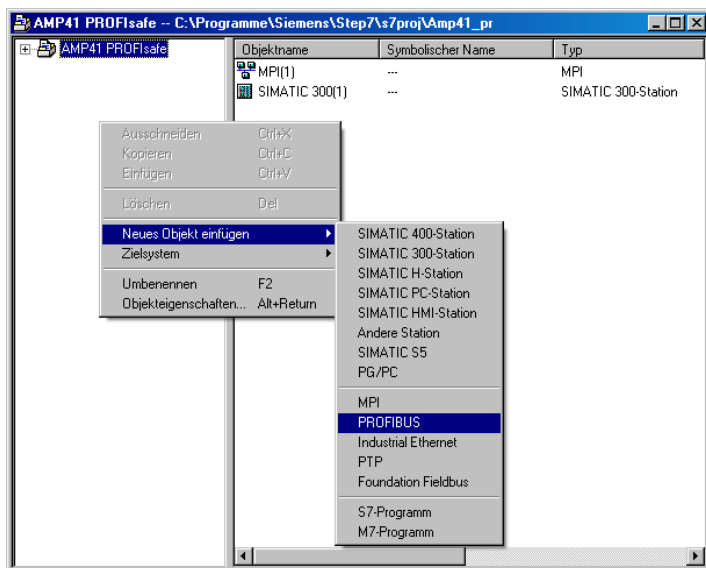 AMP41 PROFIsafe -- C:\Programme\Siemens\Step7\s7proj\Amp41_pr
AMP41 PROFIsafe
Objektname Symbolischer Name Typ
MPI(1) --- MPI
SIMATIC 300(1) --- SIMATIC 300-Station
Ausschneiden Ctrl+X
Kopieren Ctrl+C
Einfügen Ctrl+V
Löschen Del
Neues Objekt einfügen
Zielsystem
Umbenennen F2
Objekteigenschaften... Alt+Return
SIMATIC 400-Station
SIMATIC 300-Station
SIMATIC H-Station
SIMATIC PC-Station
SIMATIC HMI-Station
Andere Station
SIMATIC S5
PG/PC
MPI
PROFIBUS
Industrial Ethernet
PTP
Foundation Fieldbus
S7-Programm
M7-Programm